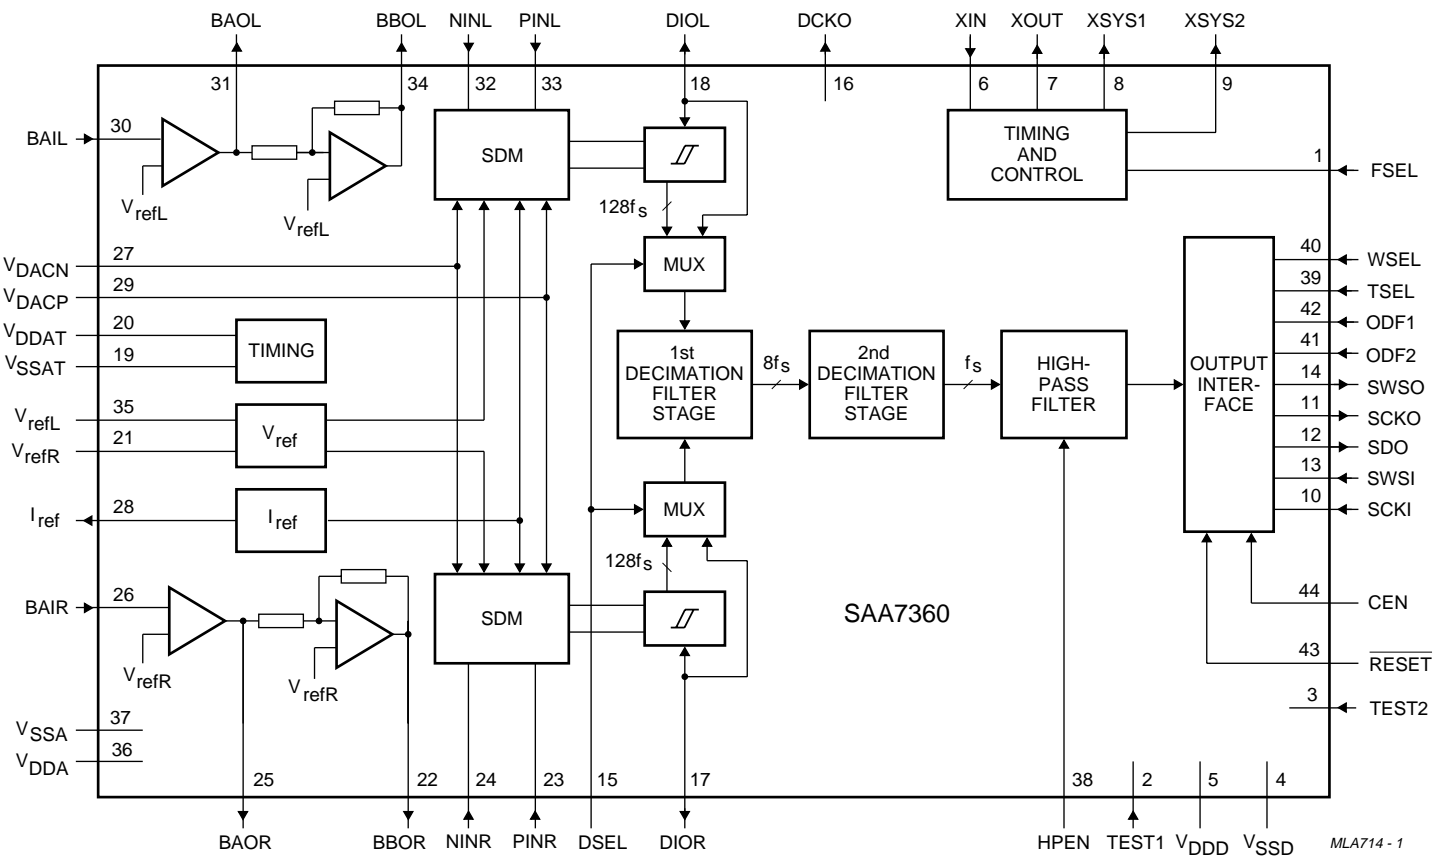 BAOL BBOL NINL PINL DIOL DCKO XIN XOUT XSYS1 XSYS2
31 34 32 33 18 16 6 7 8 9
BAIL 30
VrefL
VrefL
SDM
128fs
MUX
TIMING
AND
CONTROL
1 FSEL
VDACN 27
VDACP 29
VDDAT 20
VSSAT 19
TIMING
VrefL 35
VrefR 21
Vref
Iref 28
Iref
1st
DECIMATION
FILTER
STAGE
8fs
2nd
DECIMATION
FILTER
STAGE
fs
HIGH-
PASS
FILTER
OUTPUT
INTER-
FACE
40 WSEL
39 TSEL
42 ODF1
41 ODF2
14 SWSO
11 SCKO
12 SDO
13 SWSI
10 SCKI
MUX
128fs
BAIR 26
VrefR
VrefR
SDM
SAA7360
44 CEN
43 RESET
3 TEST2
VSSA 37
VDDA 36
25 22 24 23 15 17 38 2 5 4
BAOR BBOR NINR PINR DSEL DIOR HPEN TEST1 VDDD VSSD
MLA714 - 1